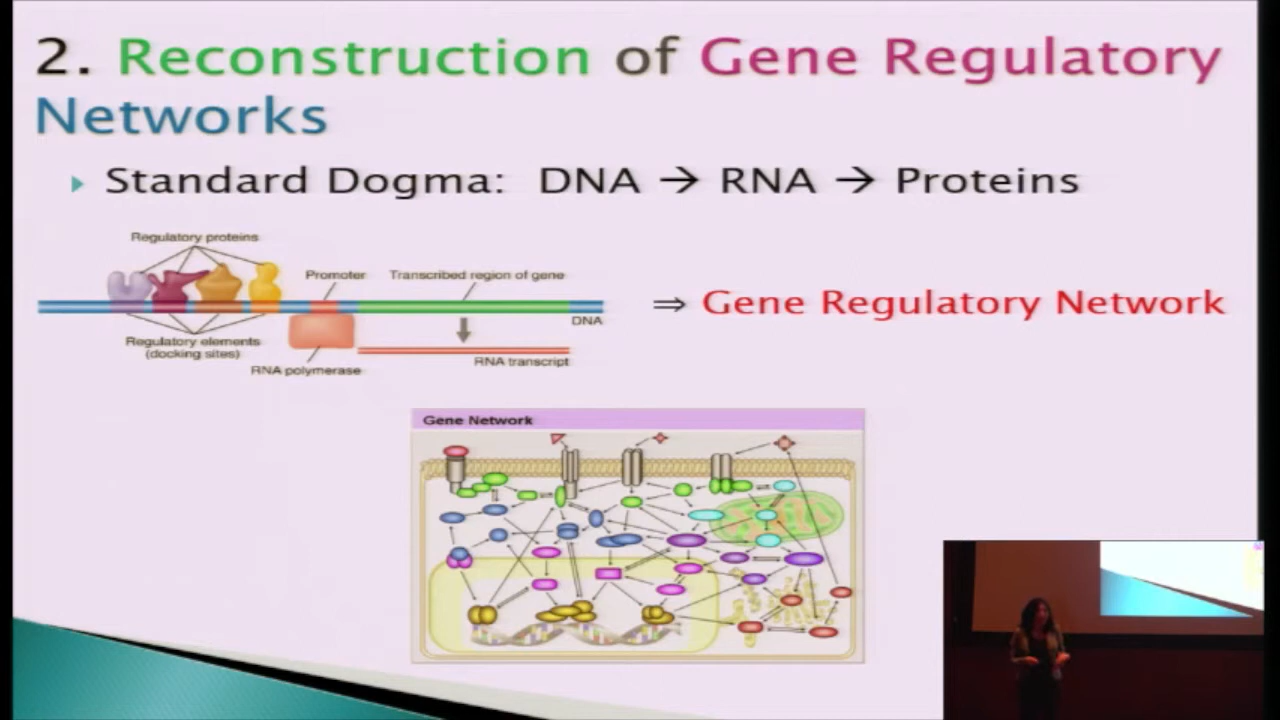 2. Reconstruction of Gene Regulatory
Networks
Standard Dogma: DNA → RNA → Proteins
Regulatory proteins
Promoter
Transcribed region of gene
⇒ Gene Regulatory Network
DNA
Regulatory elements
(docking sites)
RNA transcript
RNA polymerase
Gene Network